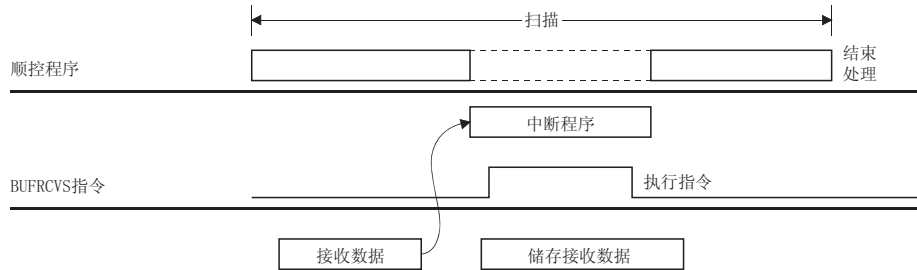 扫描
顺控程序
结束
处理
中断程序
BUFRCVS指令
执行指令
接收数据
储存接收数据